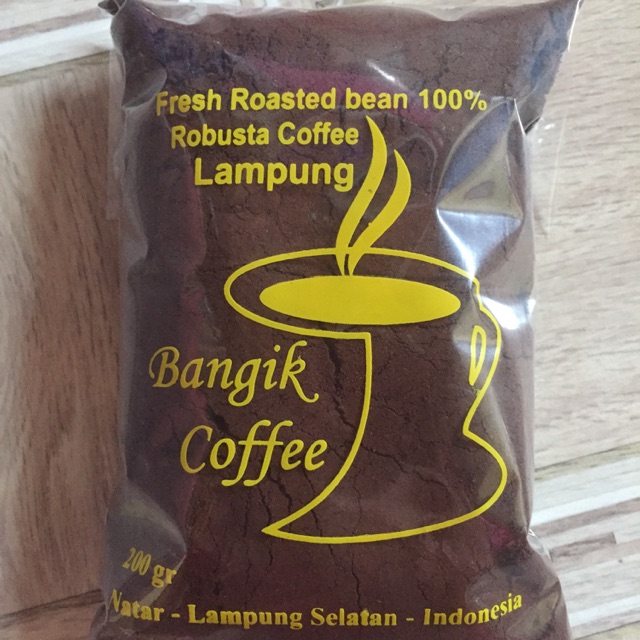 Fresh Roasted bean 100%
Robusta Coffee
Lampung
Bangik
Coffee
200 gr
Natar - Lampung Selatan - Indonesia